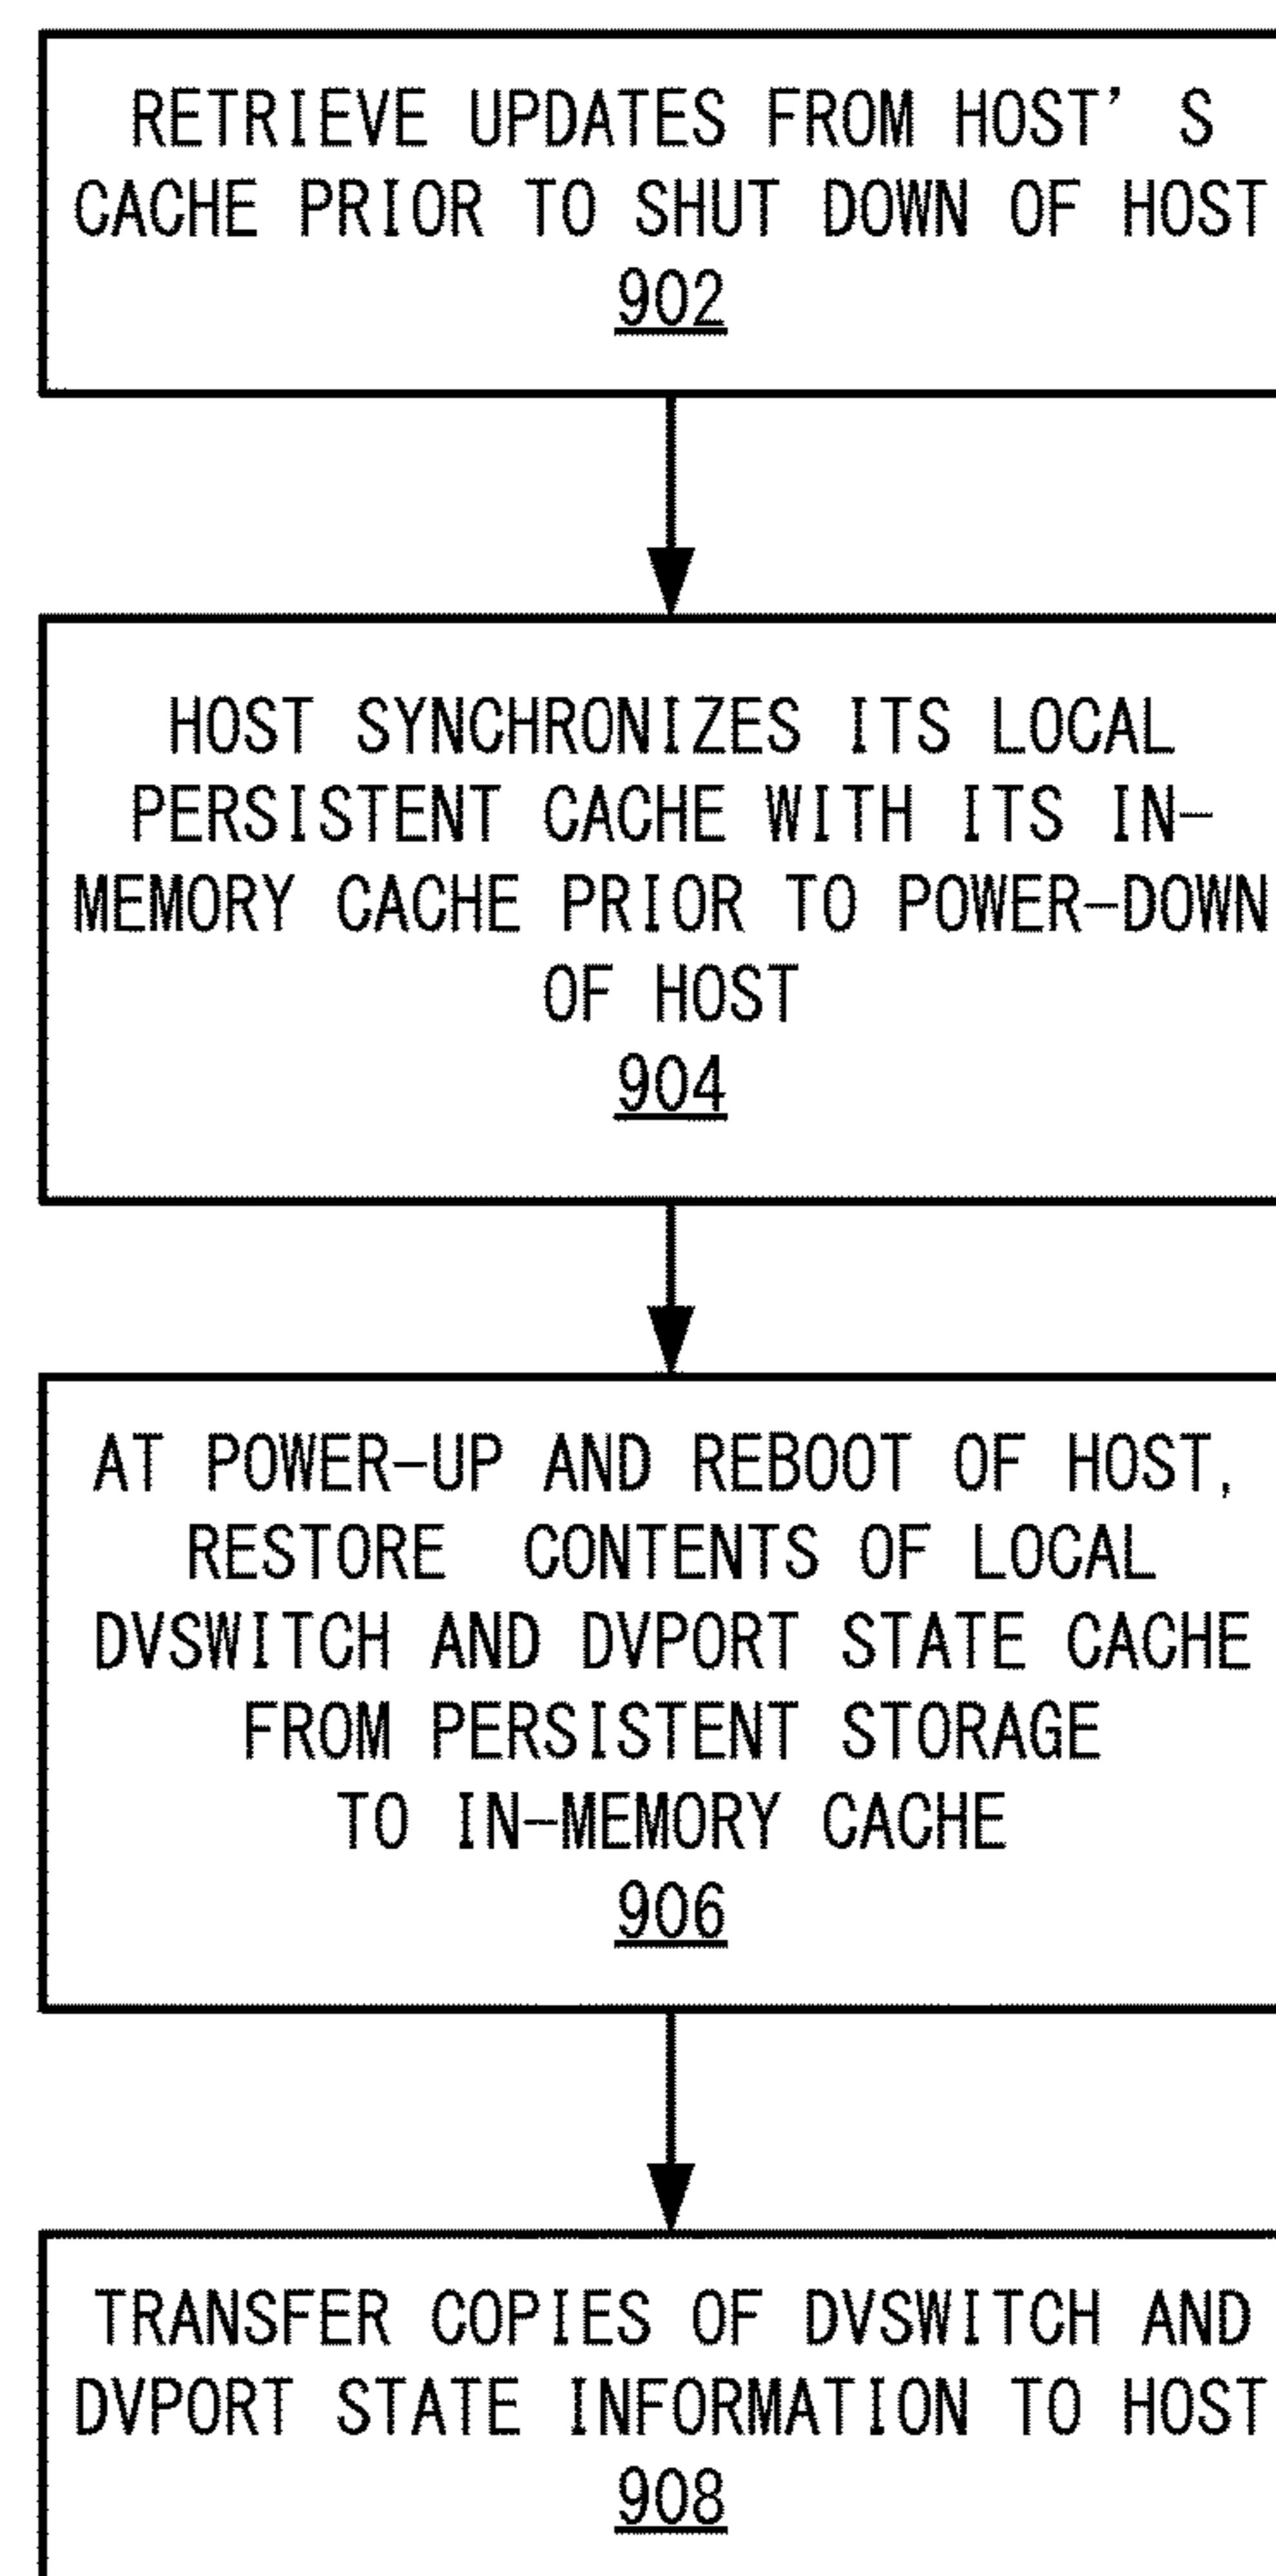 RETRIEVE UPDATES FROM HOST'S
CACHE PRIOR TO SHUT DOWN OF HOST
902
HOST SYNCHRONIZES ITS LOCAL
PERSISTENT CACHE WITH ITS IN-
MEMORY CACHE PRIOR TO POWER-DOWN
OF HOST
904
AT POWER-UP AND REBOOT OF HOST,
RESTORE CONTENTS OF LOCAL
DVSWITCH AND DVPORT STATE CACHE
FROM PERSISTENT STORAGE
TO IN-MEMORY CACHE
906
TRANSFER COPIES OF DVSWITCH AND
DVPORT STATE INFORMATION TO HOST
908